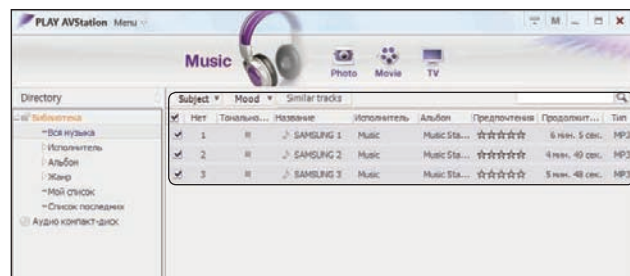 PLAY AVStation Menu
Music
Photo Movie TV
Directory
Subject Mood Similar tracks
Библиотека
Вся музыка
Исполнитель
Альбом
Жанр
Мой список
Список последних
Аудио компакт-диск
Нет Тонально... Название Исполнитель Альбом Предпочтения Продолжит... Тип
1 SAMSUNG 1 Music Music Sta... ☆☆☆☆☆ 6 мин. 5 сек. MP3
2 SAMSUNG 2 Music Music Sta... ☆☆☆☆☆ 4 мин. 49 сек. MP3
3 SAMSUNG 3 Music Music Sta... ☆☆☆☆☆ 5 мин. 48 сек. MP3